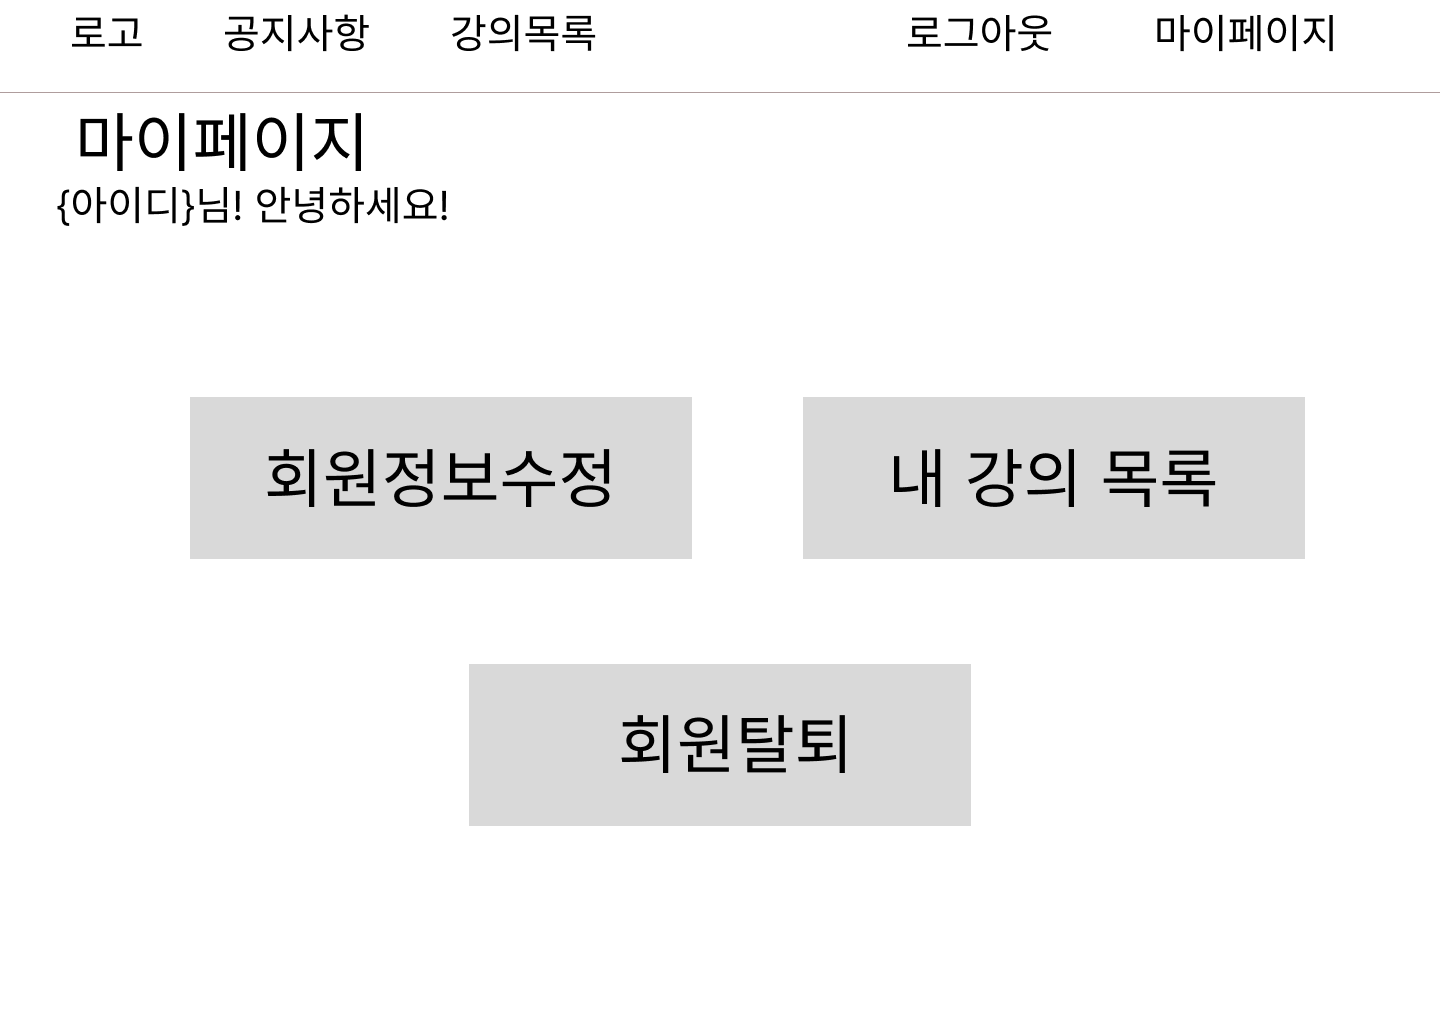 로고 공지사항 강의목록 로그아웃 마이페이지
마이페이지
{아이디}님! 안녕하세요!
회원정보수정 내 강의 목록
회원탈퇴